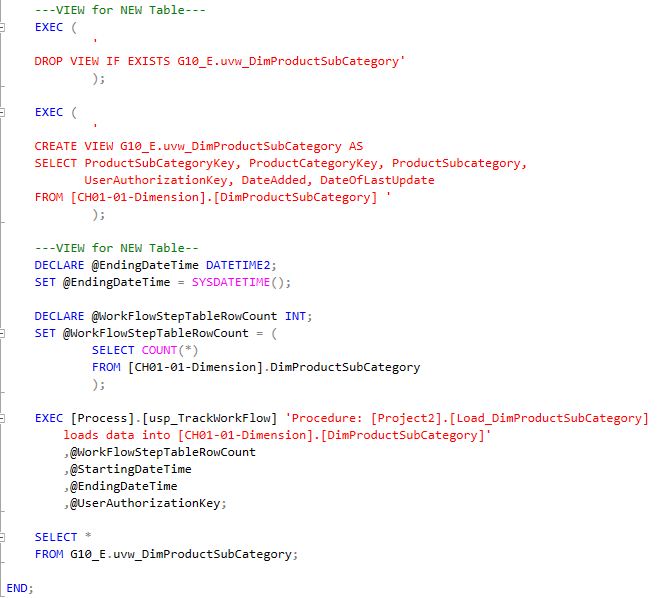 ---VIEW for NEW Table---
EXEC (
'
DROP VIEW IF EXISTS G10_E.uvw_DimProductSubCategory'
);
EXEC (
'
CREATE VIEW G10_E.uvw_DimProductSubCategory AS
SELECT ProductSubCategoryKey, ProductCategoryKey, ProductSubcategory,
UserAuthorizationKey, DateAdded, DateOfLastUpdate
FROM [CH01-01-Dimension].[DimProductSubCategory] '
);
---VIEW for NEW Table--
DECLARE @EndingDateTime DATETIME2;
SET @EndingDateTime = SYSDATETIME();
DECLARE @WorkFlowStepTableRowCount INT;
SET @WorkFlowStepTableRowCount = (
SELECT COUNT(*)
FROM [CH01-01-Dimension].DimProductSubCategory
);
EXEC [Process].[usp_TrackWorkFlow] 'Procedure: [Project2].[Load_DimProductSubCategory]
loads data into [CH01-01-Dimension].[DimProductSubCategory]'
,@WorkFlowStepTableRowCount
,@StartingDateTime
,@EndingDateTime
,@UserAuthorizationKey;
SELECT *
FROM G10_E.uvw_DimProductSubCategory;
END;